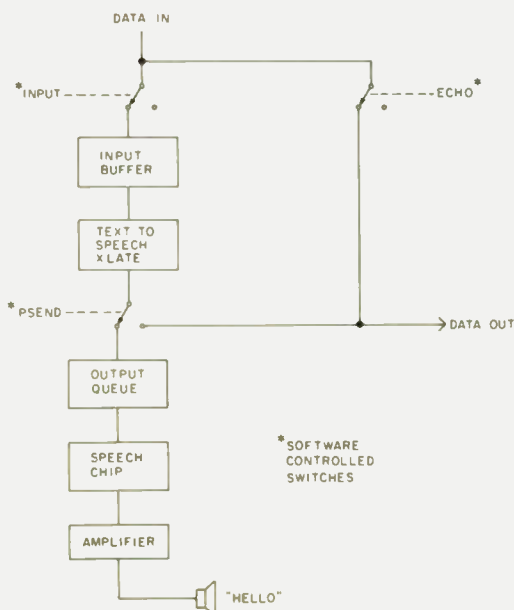 DATA IN
*INPUT
ECHO*
INPUT
BUFFER
TEXT TO
SPEECH
XLATE
*PSEND
DATA OUT
OUTPUT
QUEUE
*SOFTWARE
CONTROLLED
SWITCHES
SPEECH
CHIP
AMPLIFIER
"HELLO"